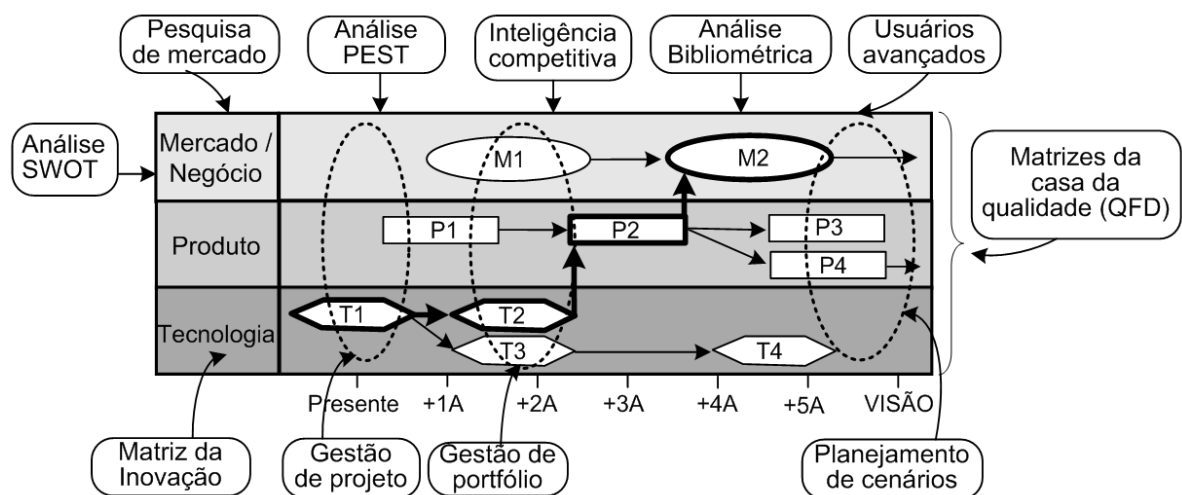 Pesquisa
de mercado
Análise
PEST
Inteligência
competitiva
Análise
Bibliométrica
Usuários
avançados
Análise
SWOT
Mercado /
Negócio
M1
M2
Matrizes da
casa da
qualidade (QFD)
Produto
P1
P2
P3
P4
Tecnologia
T1
T2
T3
T4
Presente
+1A
+2A
+3A
+4A
+5A
VISÃO
Matriz da
Inovação
Gestão
de projeto
Gestão de
portfólio
Planejamento
de cenários